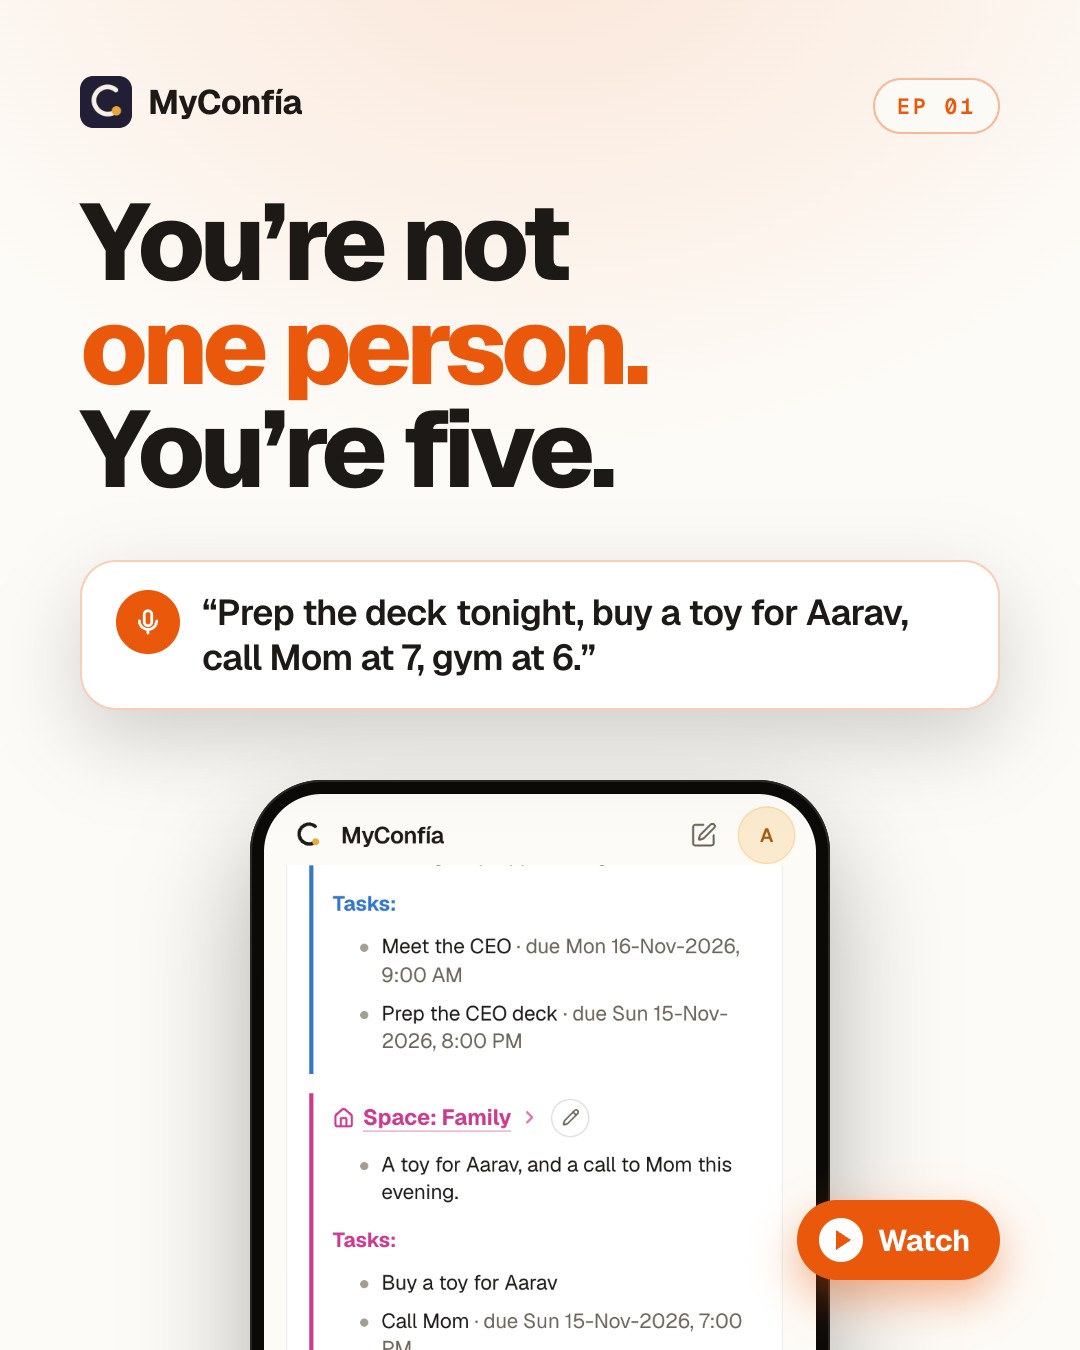 MyConfía
EP 01
You’re not
one person.
You’re five.
“Prep the deck tonight, buy a toy for Aarav,
call Mom at 7, gym at 6.”
MyConfía
A
Tasks:
Meet the CEO · due Mon 16-Nov-2026,
9:00 AM
Prep the CEO deck · due Sun 15-Nov-
2026, 8:00 PM
Space: Family
A toy for Aarav, and a call to Mom this
evening.
Tasks:
Buy a toy for Aarav
Call Mom · due Sun 15-Nov-2026, 7:00
PM
Watch